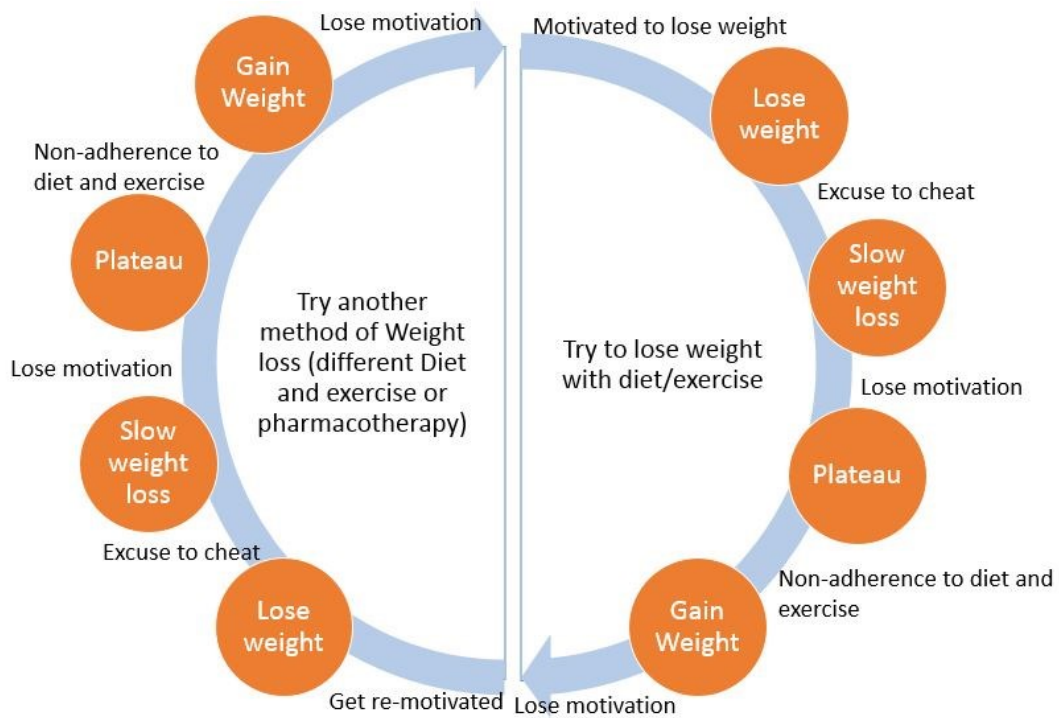 Lose motivation
Motivated to lose weight
Gain
Weight
Lose
weight
Non-adherence to
diet and exercise
Excuse to cheat
Plateau
Slow
weight
loss
Try another
method of Weight
loss (different Diet
and exercise or
pharmacotherapy)
Try to lose weight
with diet/exercise
Lose motivation
Lose motivation
Slow
weight
loss
Plateau
Excuse to cheat
Non-adherence to diet and
exercise
Lose
weight
Gain
Weight
Get re-motivated
Lose motivation